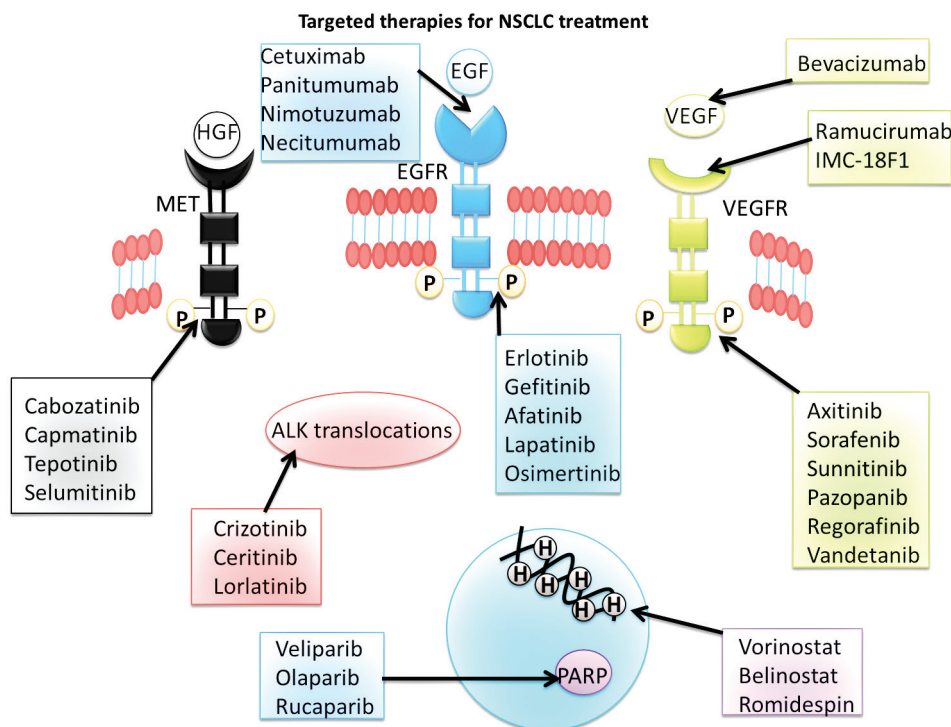 Targeted therapies for NSCLC treatment
Cetuximab
Panitumumab
Nimotuzumab
Necitumumab
EGF
Bevacizumab
VEGF
HGF
Ramucirumab
IMC-18F1
EGFR
MET
VEGFR
P
P
P
P
P
P
Cabozatinib
Capmatinib
Tepotinib
Selumitinib
ALK translocations
Erlotinib
Gefitinib
Afatinib
Lapatinib
Osimertinib
Axitinib
Sorafenib
Sunnitinib
Pazopanib
Regorafinib
Vandetanib
Crizotinib
Ceritinib
Lorlatinib
H
H
H
H
H
H
Veliparib
Olaparib
Rucaparib
PARP
Vorinostat
Belinostat
Romidespin